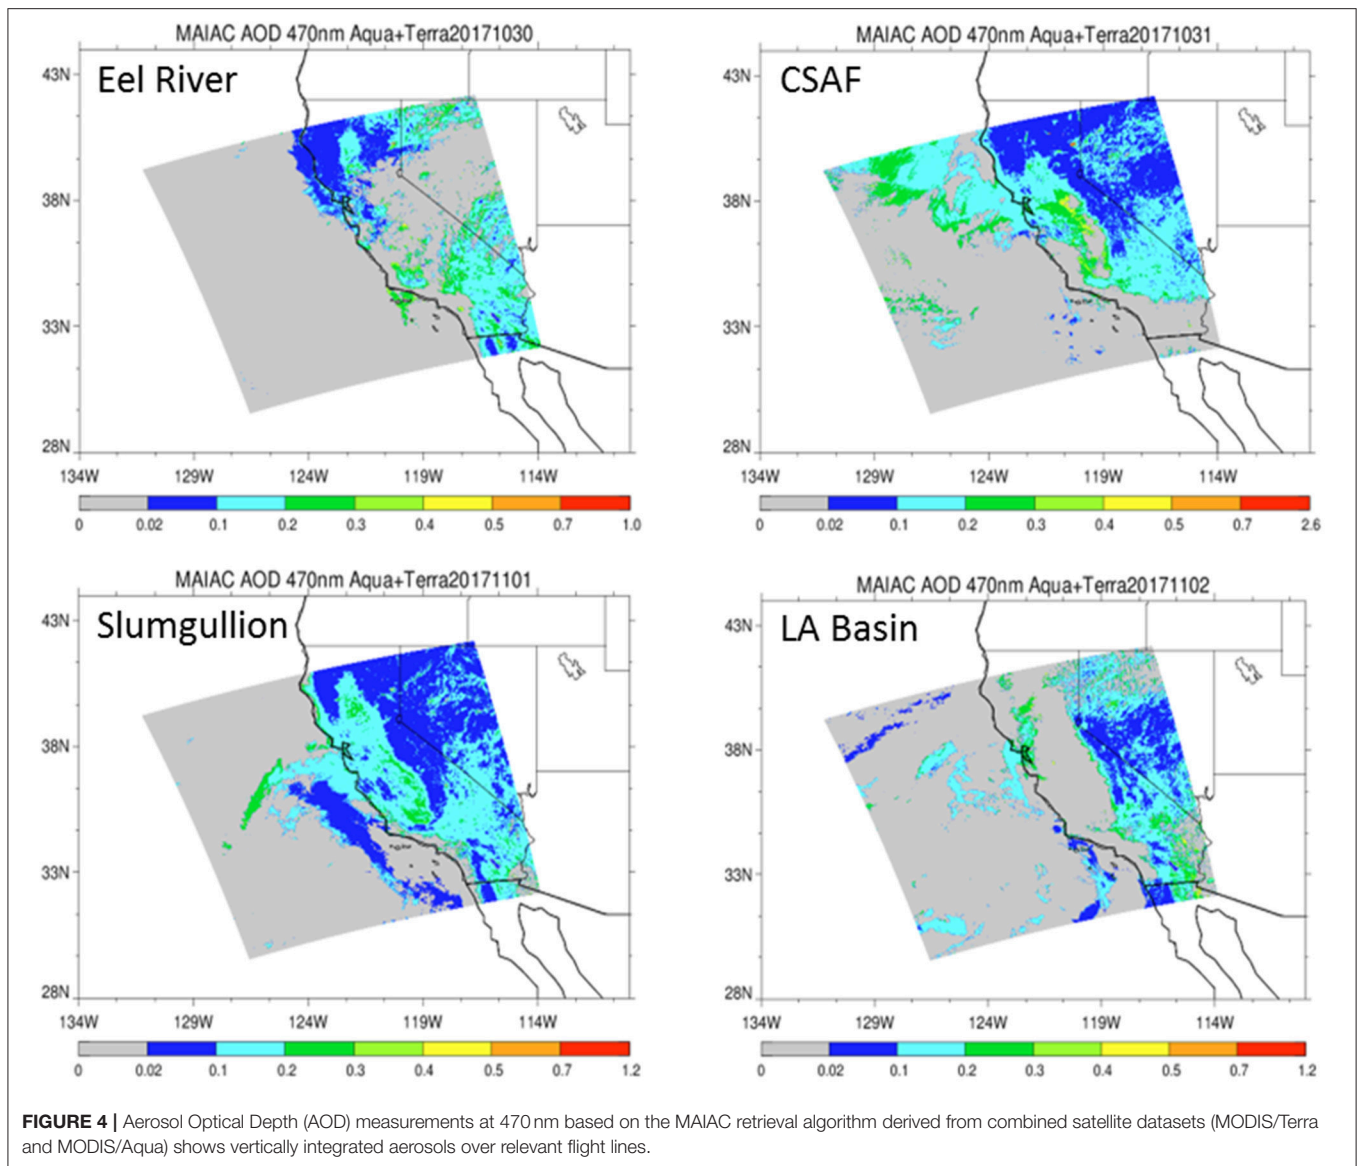 MAIAC AOD 470nm Aqua+Terra20171030
Eel River
43N
38N
33N
28N
134W 129W 124W 119W 114W
0 0.02 0.1 0.2 0.3 0.4 0.5 0.7 1.0
MAIAC AOD 470nm Aqua+Terra20171031
CSAF
43N
38N
33N
28N
134W 129W 124W 119W 114W
0 0.02 0.1 0.2 0.3 0.4 0.5 0.7 2.6
MAIAC AOD 470nm Aqua+Terra20171101
Slumgullion
43N
38N
33N
28N
134W 129W 124W 119W 114W
0 0.02 0.1 0.2 0.3 0.4 0.5 0.7 1.2
MAIAC AOD 470nm Aqua+Terra20171102
LA Basin
43N
38N
33N
28N
134W 129W 124W 119W 114W
0 0.02 0.1 0.2 0.3 0.4 0.5 0.7 1.2
FIGURE 4 | Aerosol Optical Depth (AOD) measurements at 470 nm based on the MAIAC retrieval algorithm derived from combined satellite datasets (MODIS/Terra
and MODIS/Aqua) shows vertically integrated aerosols over relevant flight lines.